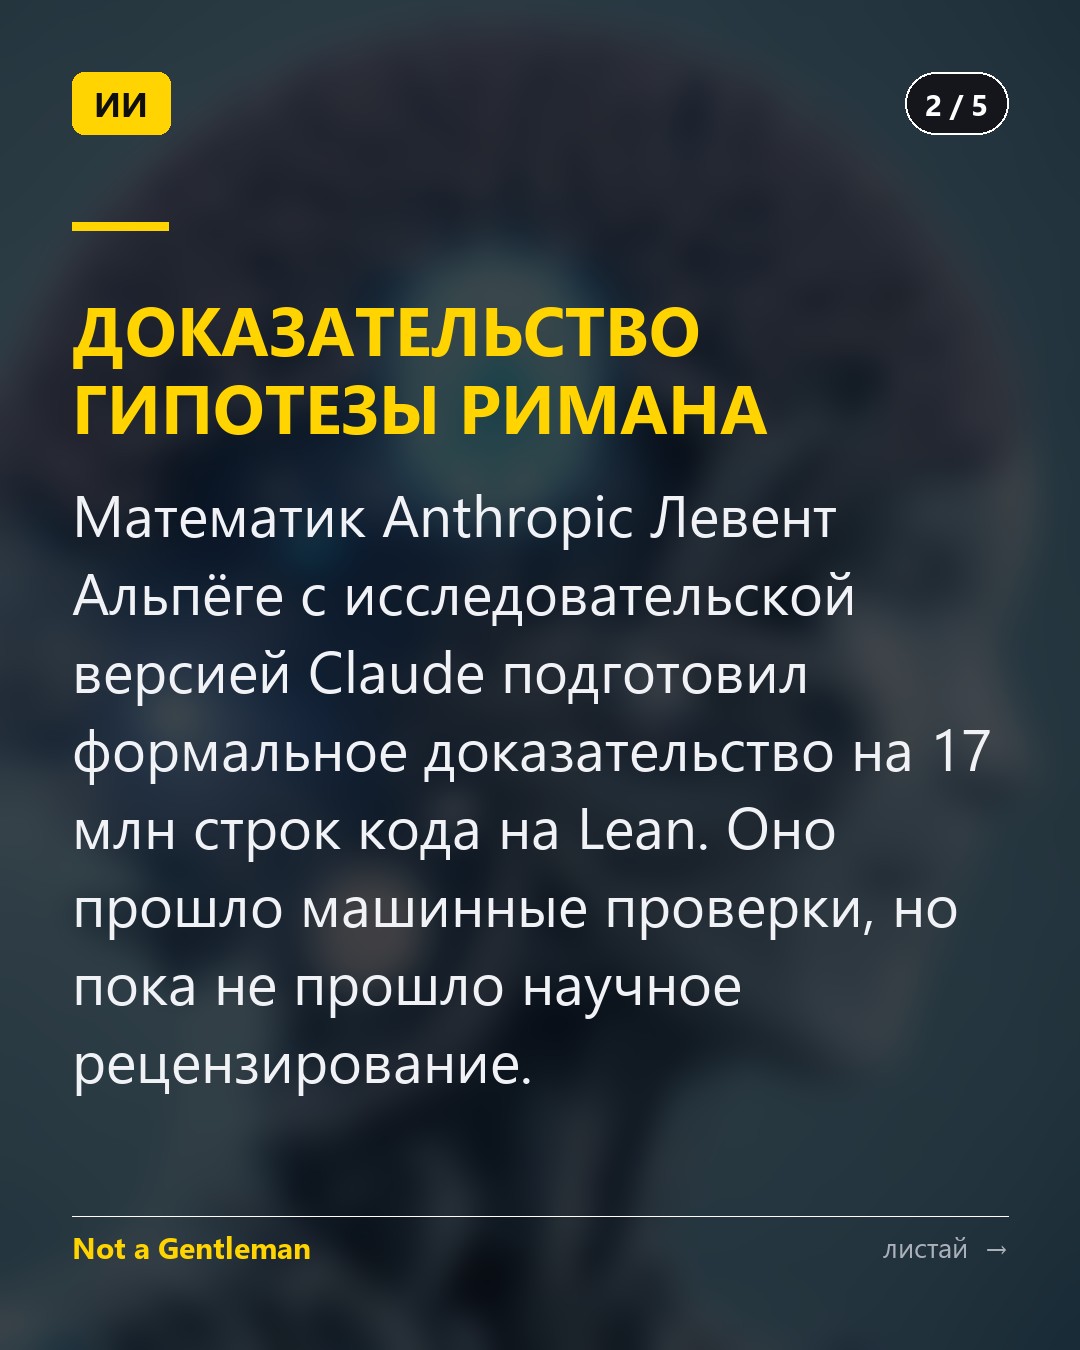 ИИ
2 / 5
ДОКАЗАТЕЛЬСТВО
ГИПОТЕЗЫ РИМАНА
Математик Anthropic Левент
Альпёге с исследовательской
версией Claude подготовил
формальное доказательство на 17
млн строк кода на Lean. Оно
прошло машинные проверки, но
пока не прошло научное
рецензирование.
Not a Gentleman
листай →